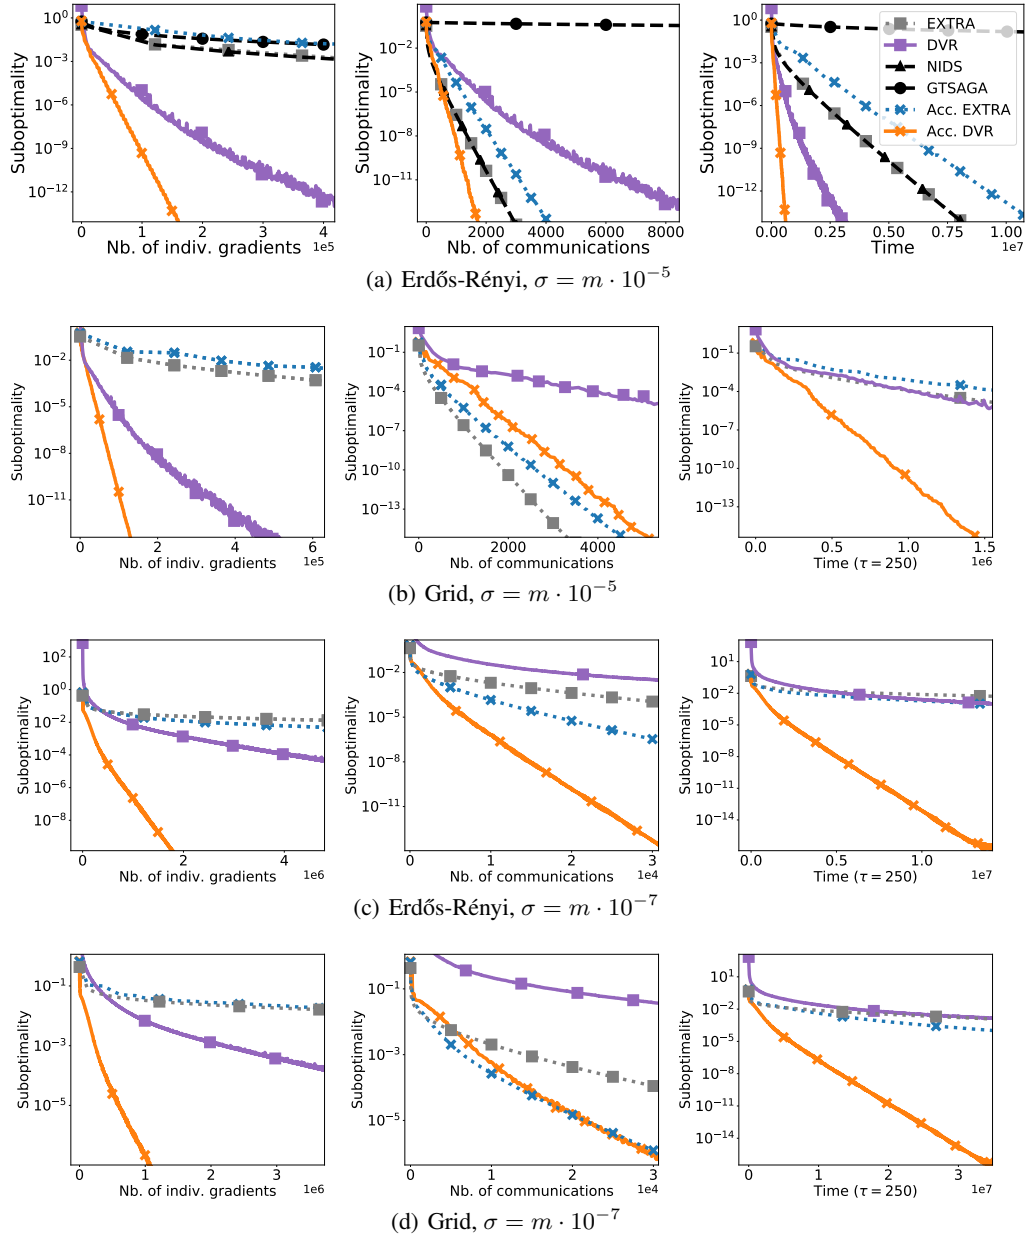 10^0
10^-3
10^-6
10^-9
10^-12
Suboptimality
0 1 2 3 4
Nb. of indiv. gradients
1e5
10^1
10^-2
10^-5
10^-8
10^-11
Suboptimality
0 2000 4000 6000 8000
Nb. of communications
10^0
10^-3
10^-6
10^-9
10^-12
Suboptimality
0.00 0.25 0.50 0.75 1.00
Time
1e7
EXTRA
DVR
NIDS
GTSAGA
Acc. EXTRA
Acc. DVR
(a) Erdős-Rényi, σ = m · 10^-5
10^-2
10^-5
10^-8
10^-11
Suboptimality
0 2 4 6
Nb. of indiv. gradients
1e5
10^-1
10^-4
10^-7
10^-10
10^-13
Suboptimality
0 2000 4000
Nb. of communications
10^-1
10^-4
10^-7
10^-10
10^-13
Suboptimality
0.0 0.5 1.0 1.5
Time (τ = 250)
1e6
(b) Grid, σ = m · 10^-5
10^2
10^0
10^-2
10^-4
10^-6
10^-8
Suboptimality
0 2 4
Nb. of indiv. gradients
1e6
10^-2
10^-5
10^-8
10^-11
Suboptimality
0 1 2 3
Nb. of communications
1e4
10^1
10^-2
10^-5
10^-8
10^-11
10^-14
Suboptimality
0.0 0.5 1.0
Time (τ = 250)
1e7
(c) Erdős-Rényi, σ = m · 10^-7
10^-1
10^-3
10^-5
Suboptimality
0 1 2 3
Nb. of indiv. gradients
1e6
10^-1
10^-3
10^-5
Suboptimality
0 1 2 3
Nb. of communications
1e4
10^1
10^-2
10^-5
10^-8
10^-11
10^-14
Suboptimality
0 1 2 3
Time (τ = 250)
1e7
(d) Grid, σ = m · 10^-7